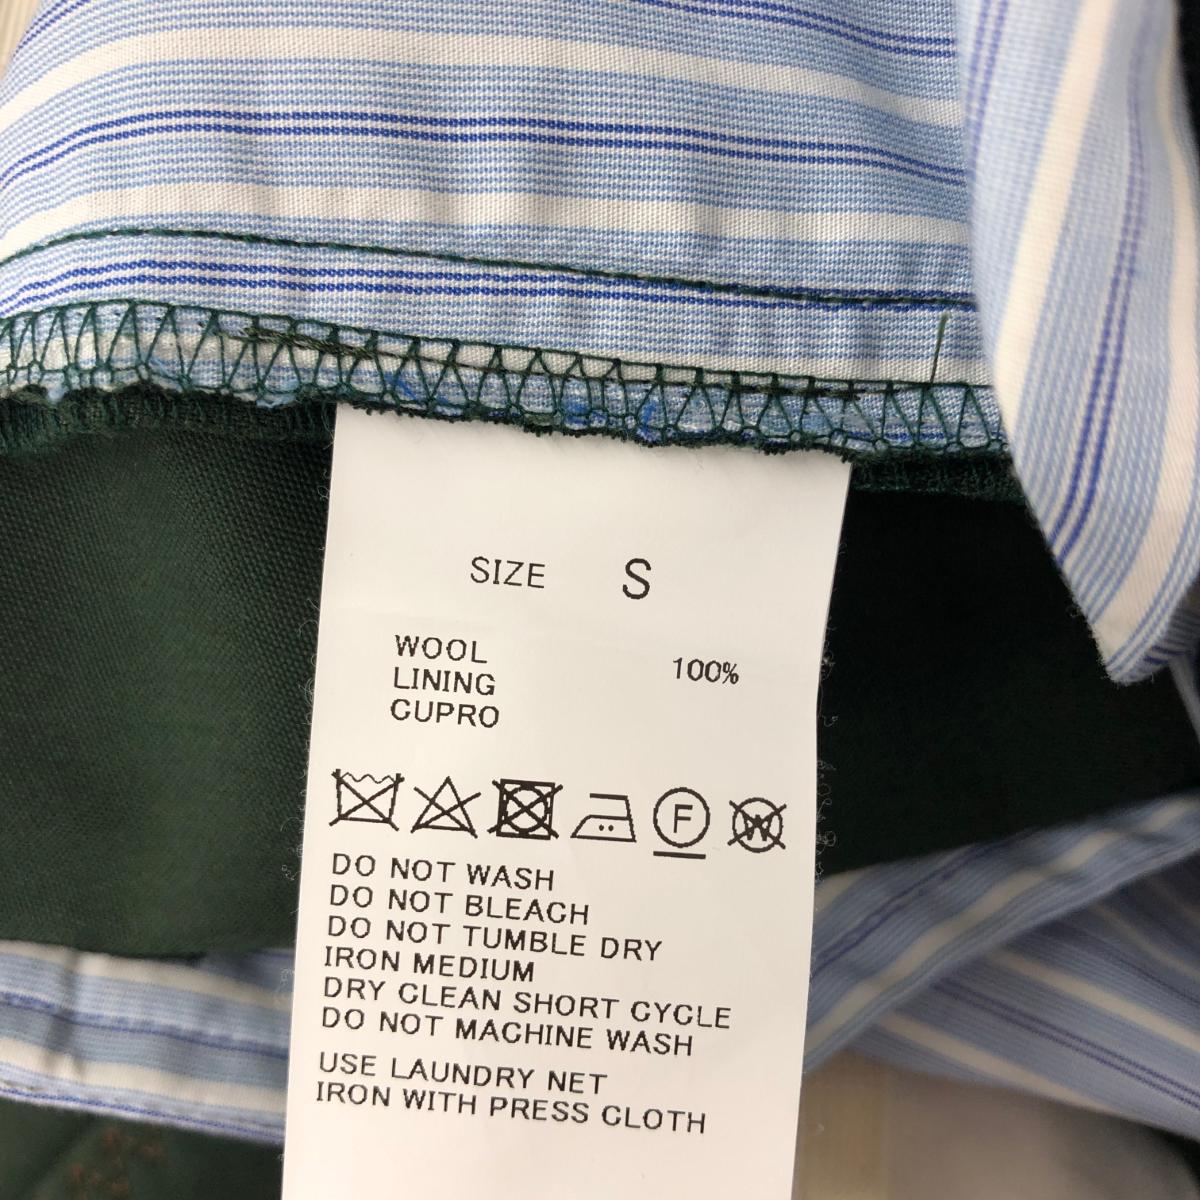 SIZE S
WOOL 100%
LINING
CUPRO
F W
DO NOT WASH
DO NOT BLEACH
DO NOT TUMBLE DRY
IRON MEDIUM
DRY CLEAN SHORT CYCLE
DO NOT MACHINE WASH
USE LAUNDRY NET
IRON WITH PRESS CLOTH